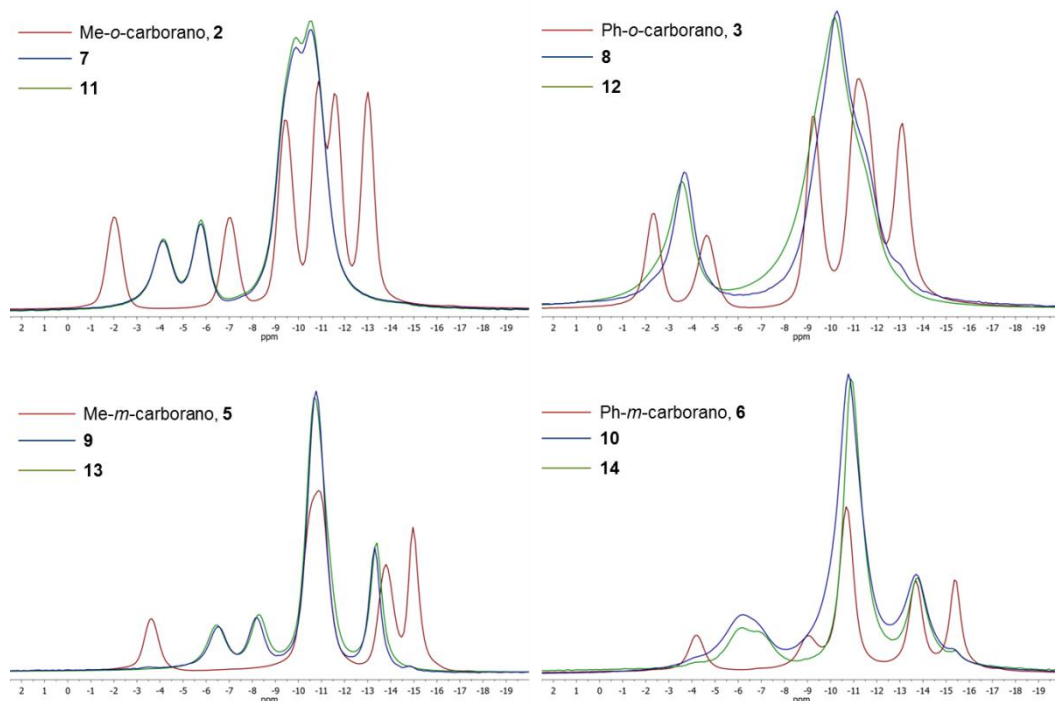 Me-o-carborano, 2
7
11
2 1 0 -1 -2 -3 -4 -5 -6 -7 -8 -9 -10 -11 -12 -13 -14 -15 -16 -17 -18 -19
ppm
Ph-o-carborano, 3
8
12
2 1 0 -1 -2 -3 -4 -5 -6 -7 -8 -9 -10 -11 -12 -13 -14 -15 -16 -17 -18 -19
ppm
Me-m-carborano, 5
9
13
2 1 0 -1 -2 -3 -4 -5 -6 -7 -8 -9 -10 -11 -12 -13 -14 -15 -16 -17 -18 -19
ppm
Ph-m-carborano, 6
10
14
2 1 0 -1 -2 -3 -4 -5 -6 -7 -8 -9 -10 -11 -12 -13 -14 -15 -16 -17 -18 -19
ppm